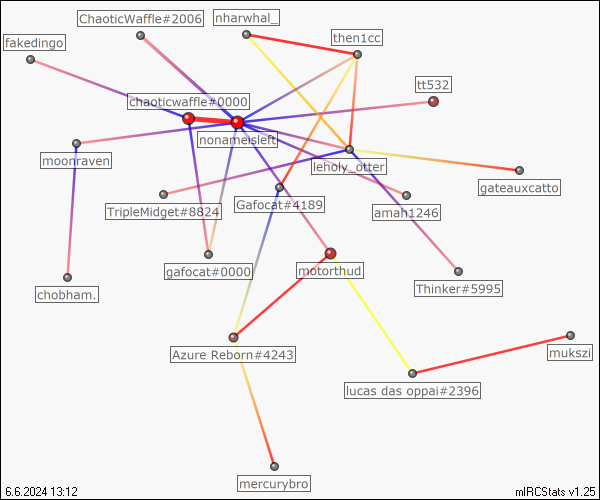 ChaoticWaffle#2006
nharwhal_
fakedingo
then1cc
tt532
chaoticwaffle#0000
nonameisleft
moonraven
leholy_otter
gateauxcatto
TripleMidget#8824
Gafocat#4189
amah1246
gafocat#0000
motorthud
Thinker#5995
chobham.
Azure Reborn#4243
mukszi
lucas das oppai#2396
mercurybro
6.6.2024 13:12
mIRCStats v1.25